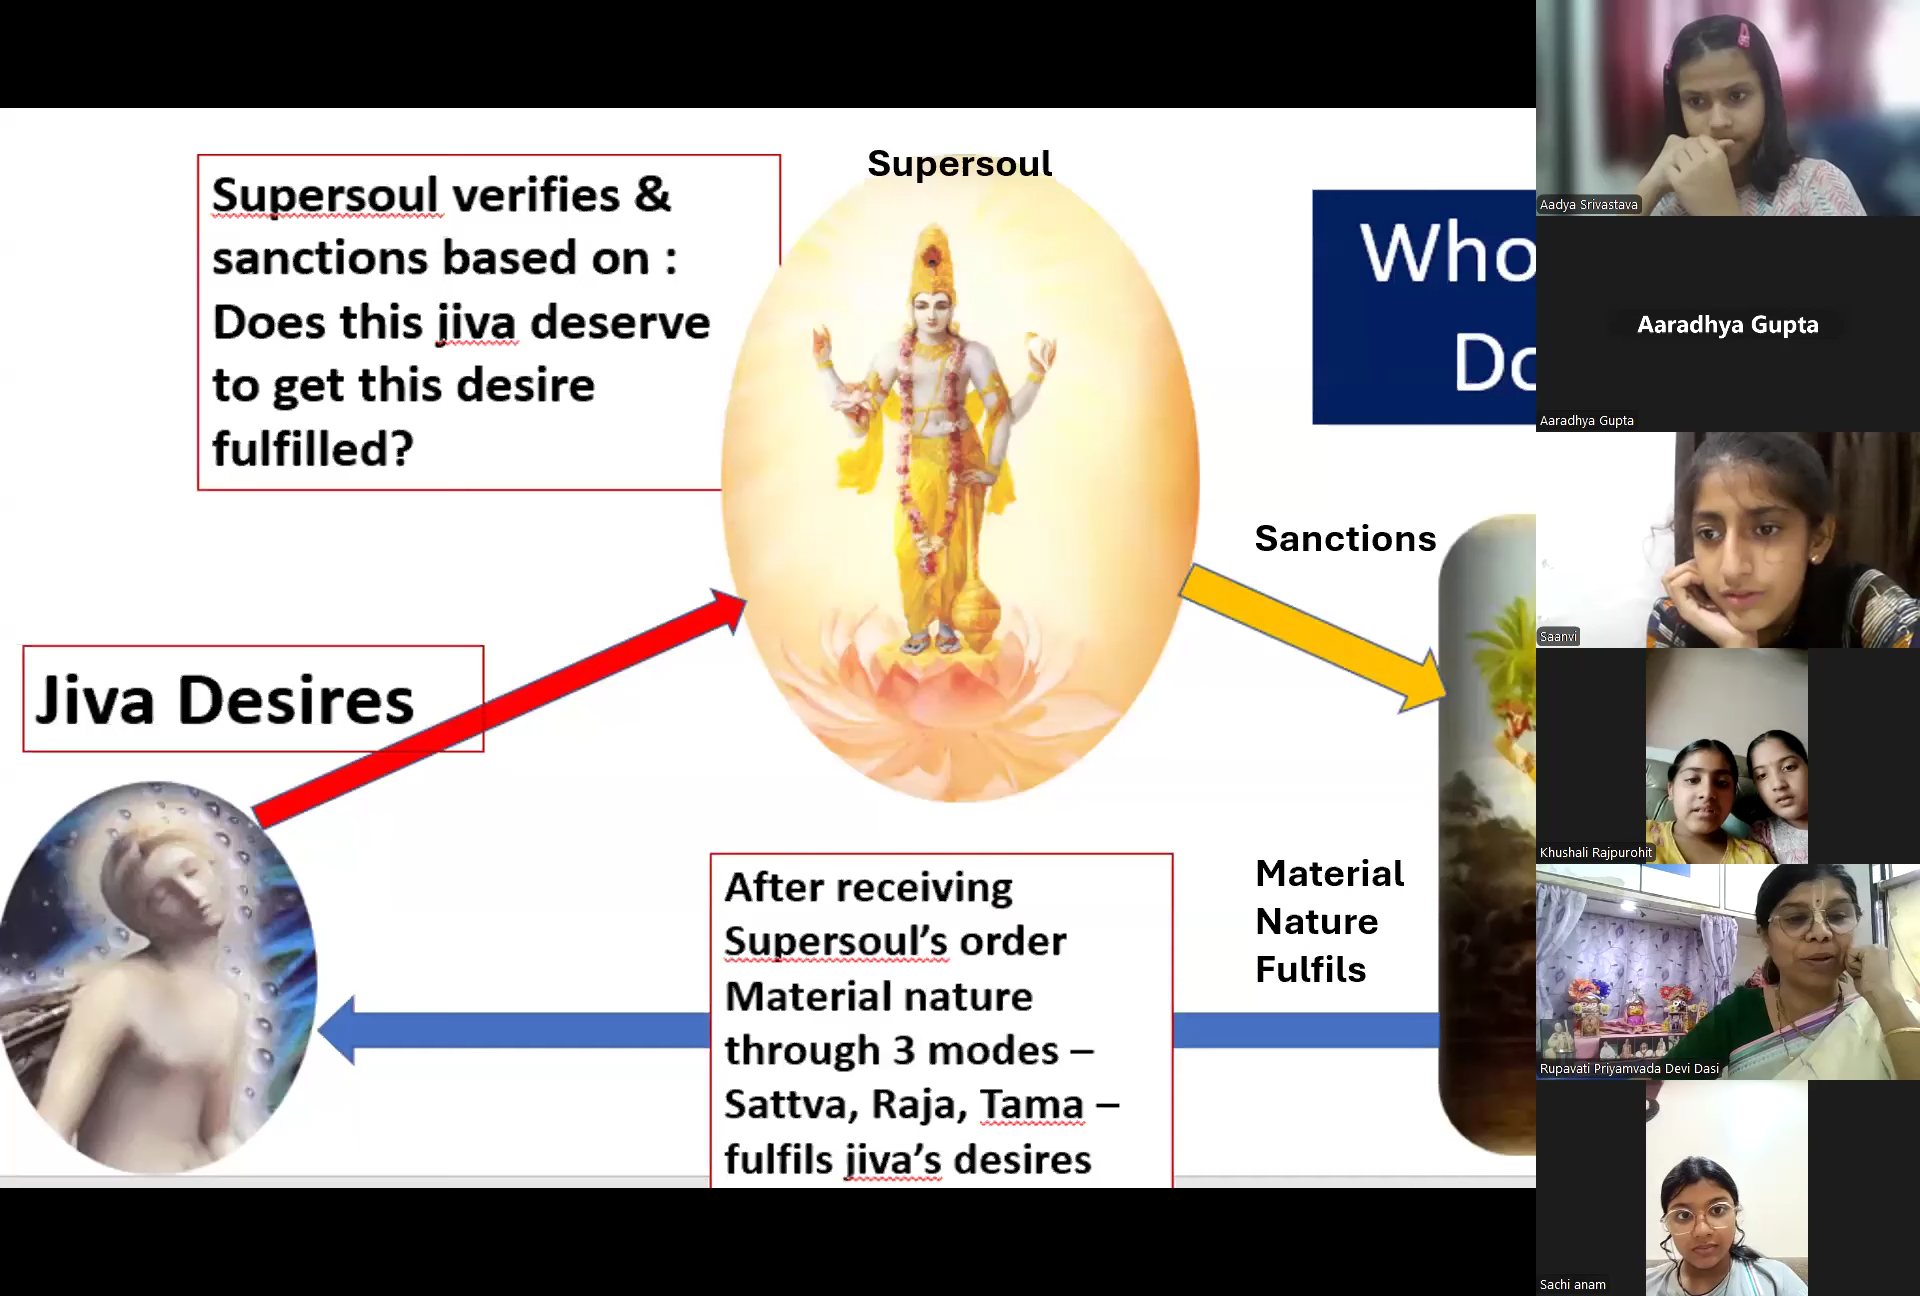 Supersoul verifies &
sanctions based on :
Does this jiva deserve
to get this desire
fulfilled?
Supersoul
Who
Do
Sanctions
Jiva Desires
After receiving
Supersoul's order
Material nature
through 3 modes –
Sattva, Raja, Tama –
fulfils jiva's desires
Material
Nature
Fulfils
Aadya Srivastava
Aaradhya Gupta
Aaradhya Gupta
Saanvi
Khushali Rajpurohit
Rupavati Priyamvada Devi Dasi
Sachi anam